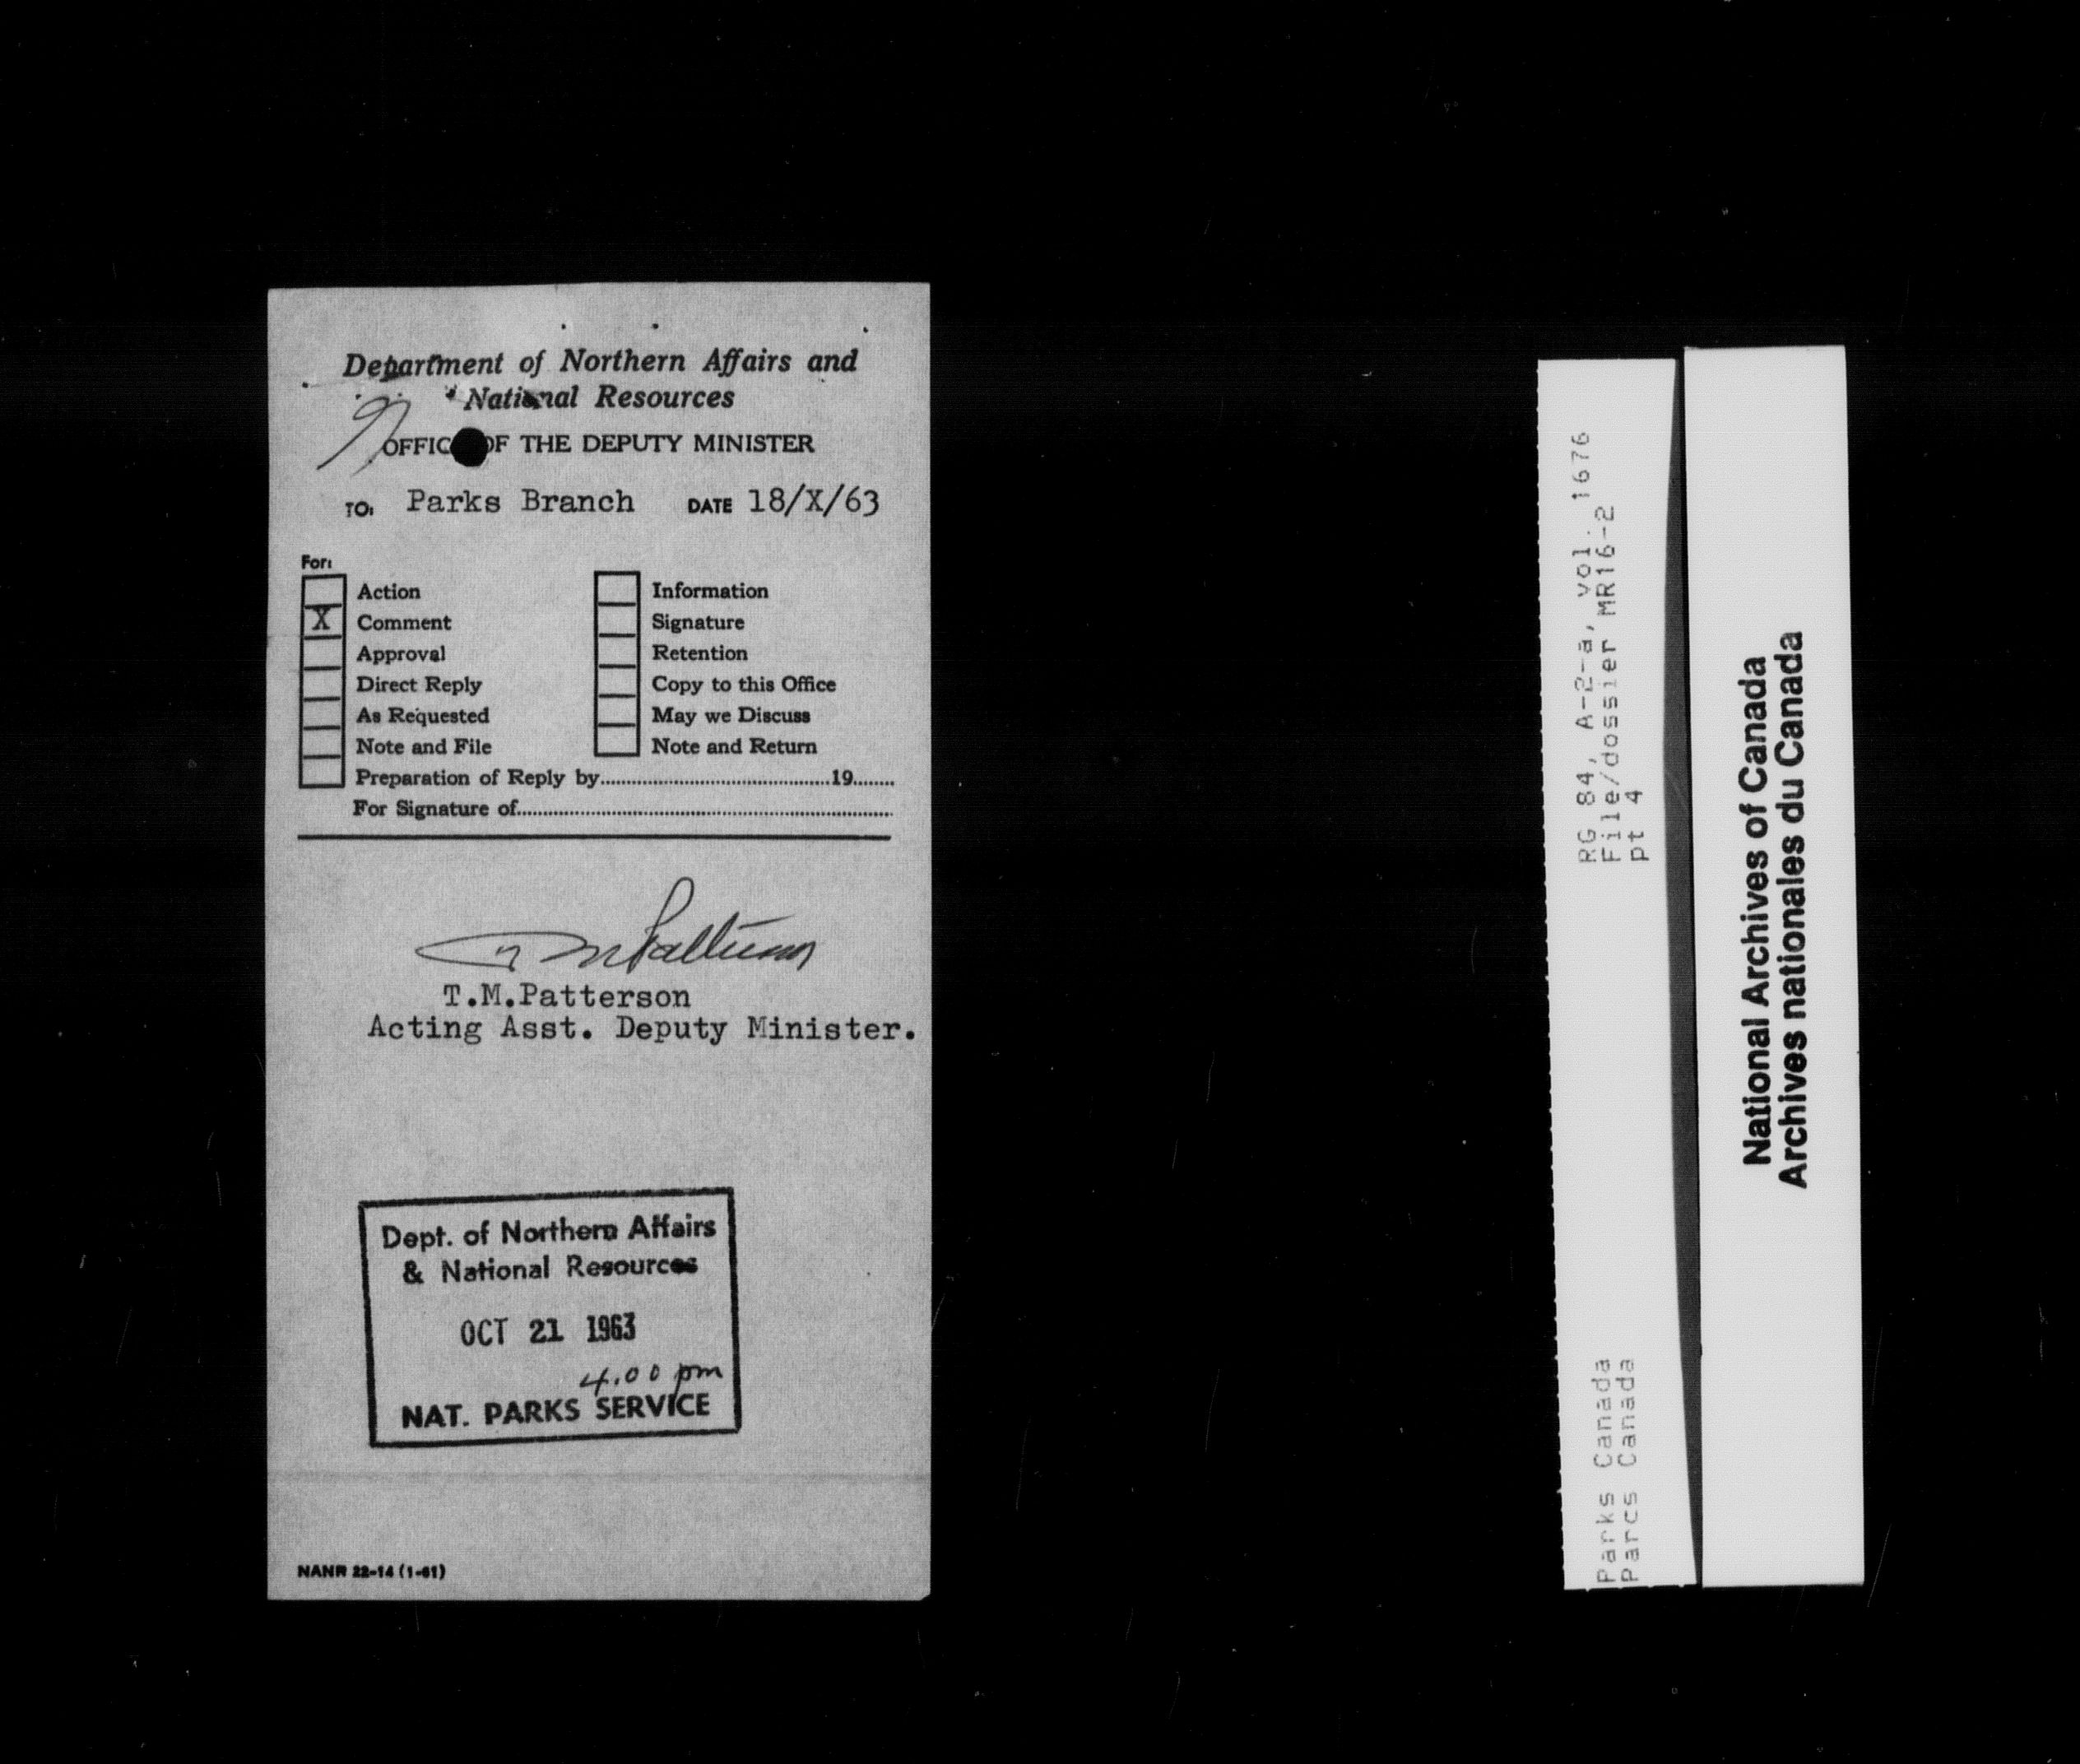 Department of Northern Affairs and
National Resources
OFFICE OF THE DEPUTY MINISTER
TO: Parks Branch DATE 18/X/63
For:
Action Information
X Comment Signature
Approval Retention
Direct Reply Copy to this Office
As Requested May we Discuss
Note and File Note and Return
Preparation of Reply by..........19......
For Signature of..........
T.M.Patterson
T.M.Patterson
Acting Asst. Deputy Minister.
Dept. of Northern Affairs
& National Resources
OCT 21 1963
4.00 pm
NAT. PARKS SERVICE
NANR 22-14 (1-61)
RG 84, A-2-a, vol. 1676
File/dossier MR16-2
pt 4
Parks Canada
Parcs Canada
National Archives of Canada
Archives nationales du Canada